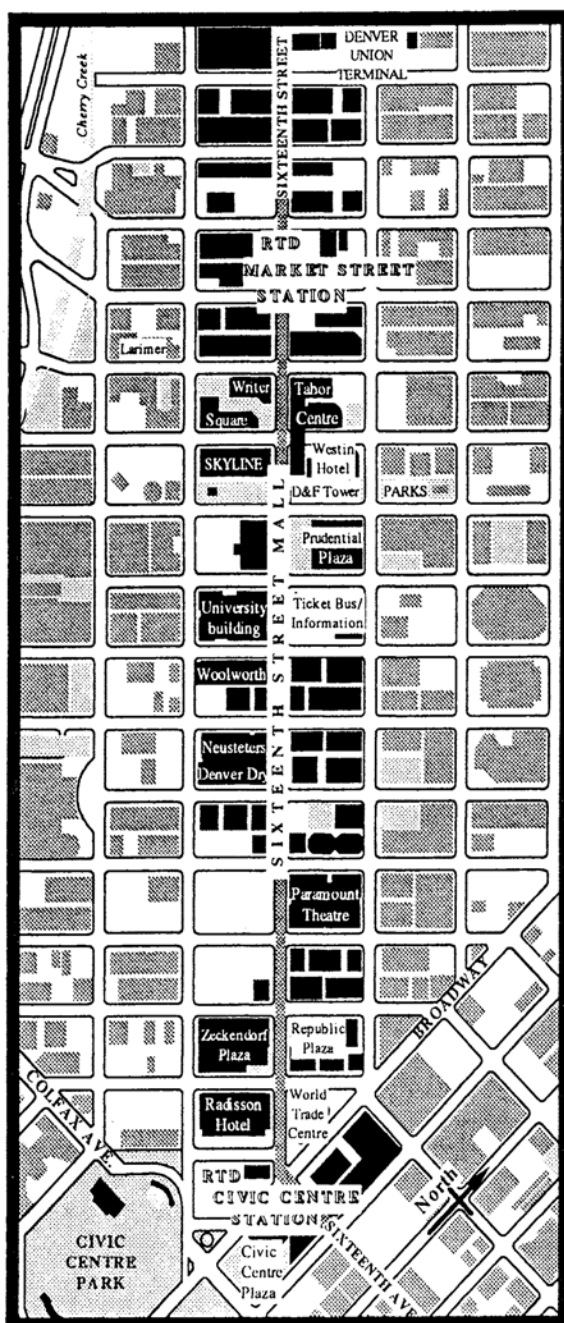 DENVER
UNION
TERMINAL
Cherry Creek
SIXTEENTH STREET
RTD
MARKET STREET
STATION
Larimer
Writer
Square
Tabor
Centre
SKYLINE
Westin
Hotel
D&F Tower
PARKS
Prudential
Plaza
University
building
Ticket Bus/
Information
SIXTEENTH STREET MALL
Woolworth
Neusteters
Denver Dry
Paramount
Theatre
BROADWAY
Zeckendorf
Plaza
Republic
Plaza
COLFAX AVE.
Radisson
Hotel
World
Trade
Centre
RTD
CIVIC CENTRE
STATION
North
SIXTEENTH AVE.
CIVIC
CENTRE
PARK
Civic
Centre
Plaza